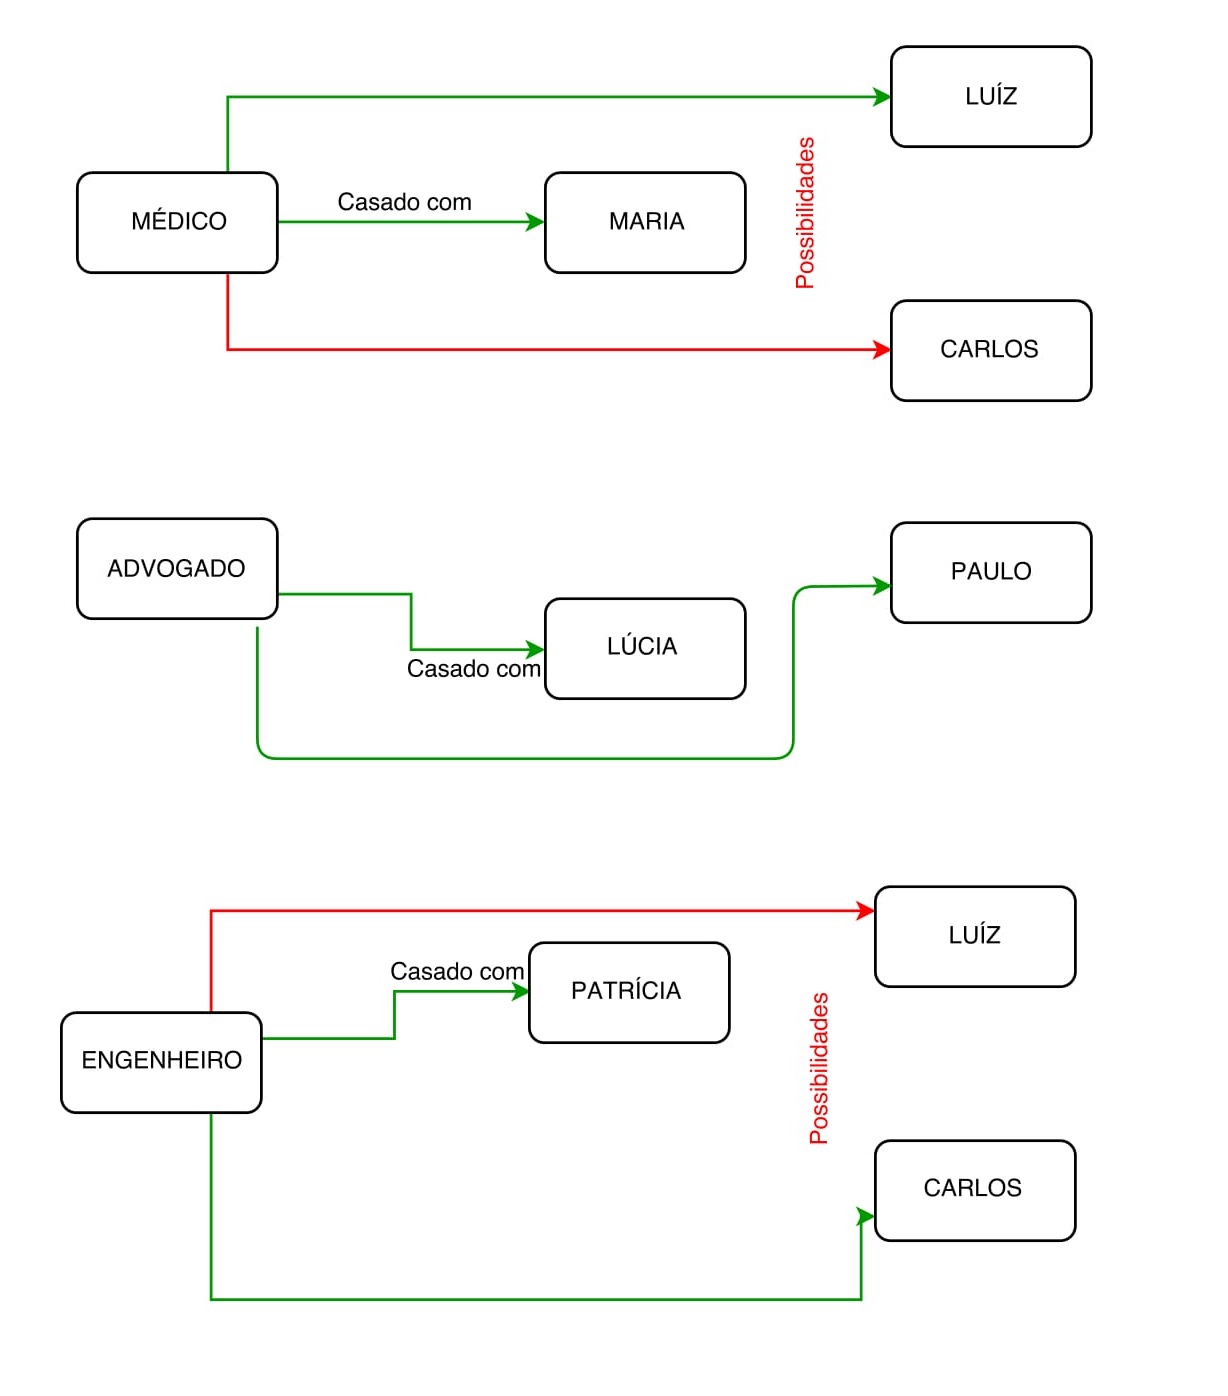 LUÍZ
MÉDICO
Casado com
MARIA
Possibilidades
CARLOS
ADVOGADO
Casado com
LÚCIA
PAULO
LUÍZ
Casado com
PATRÍCIA
ENGENHEIRO
Possibilidades
CARLOS